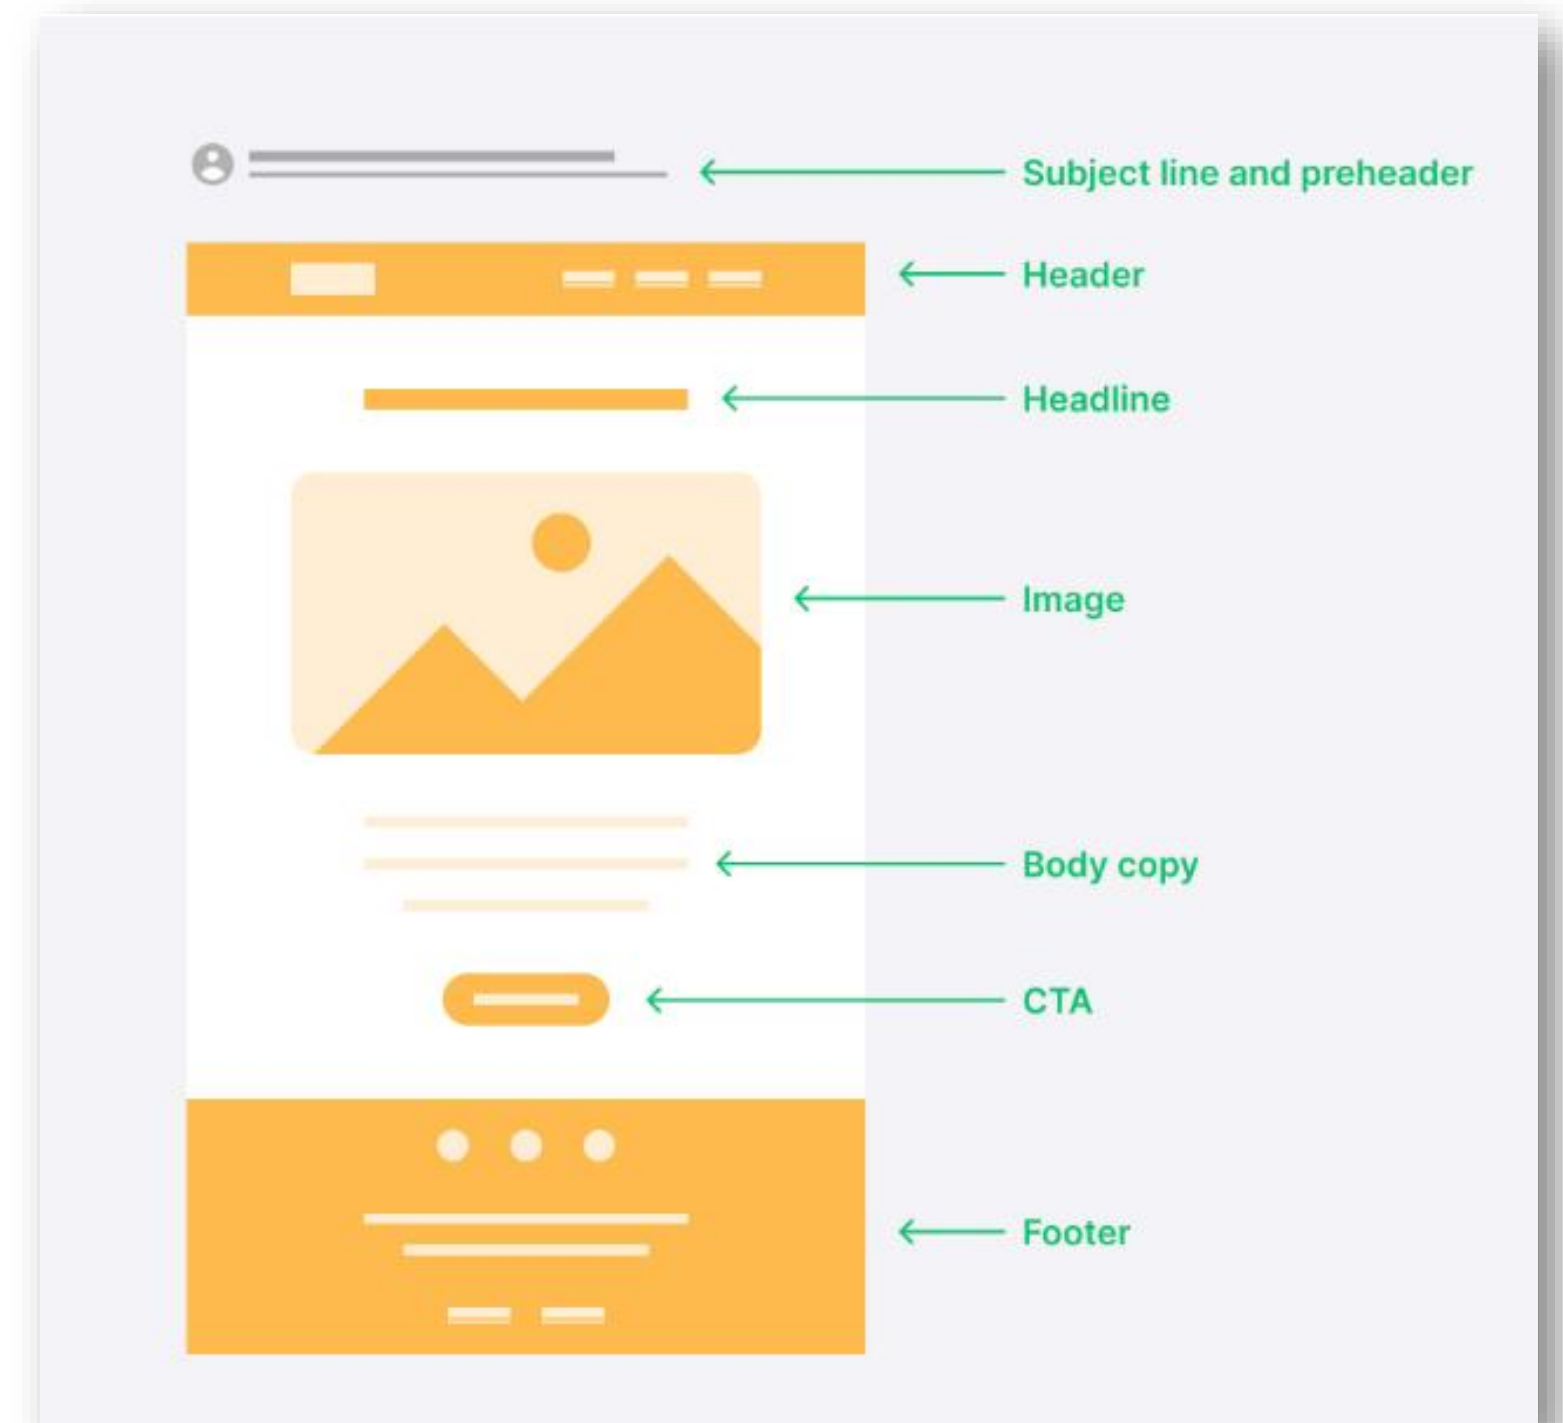 Subject line and preheader
Header
Headline
Image
Body copy
CTA
Footer